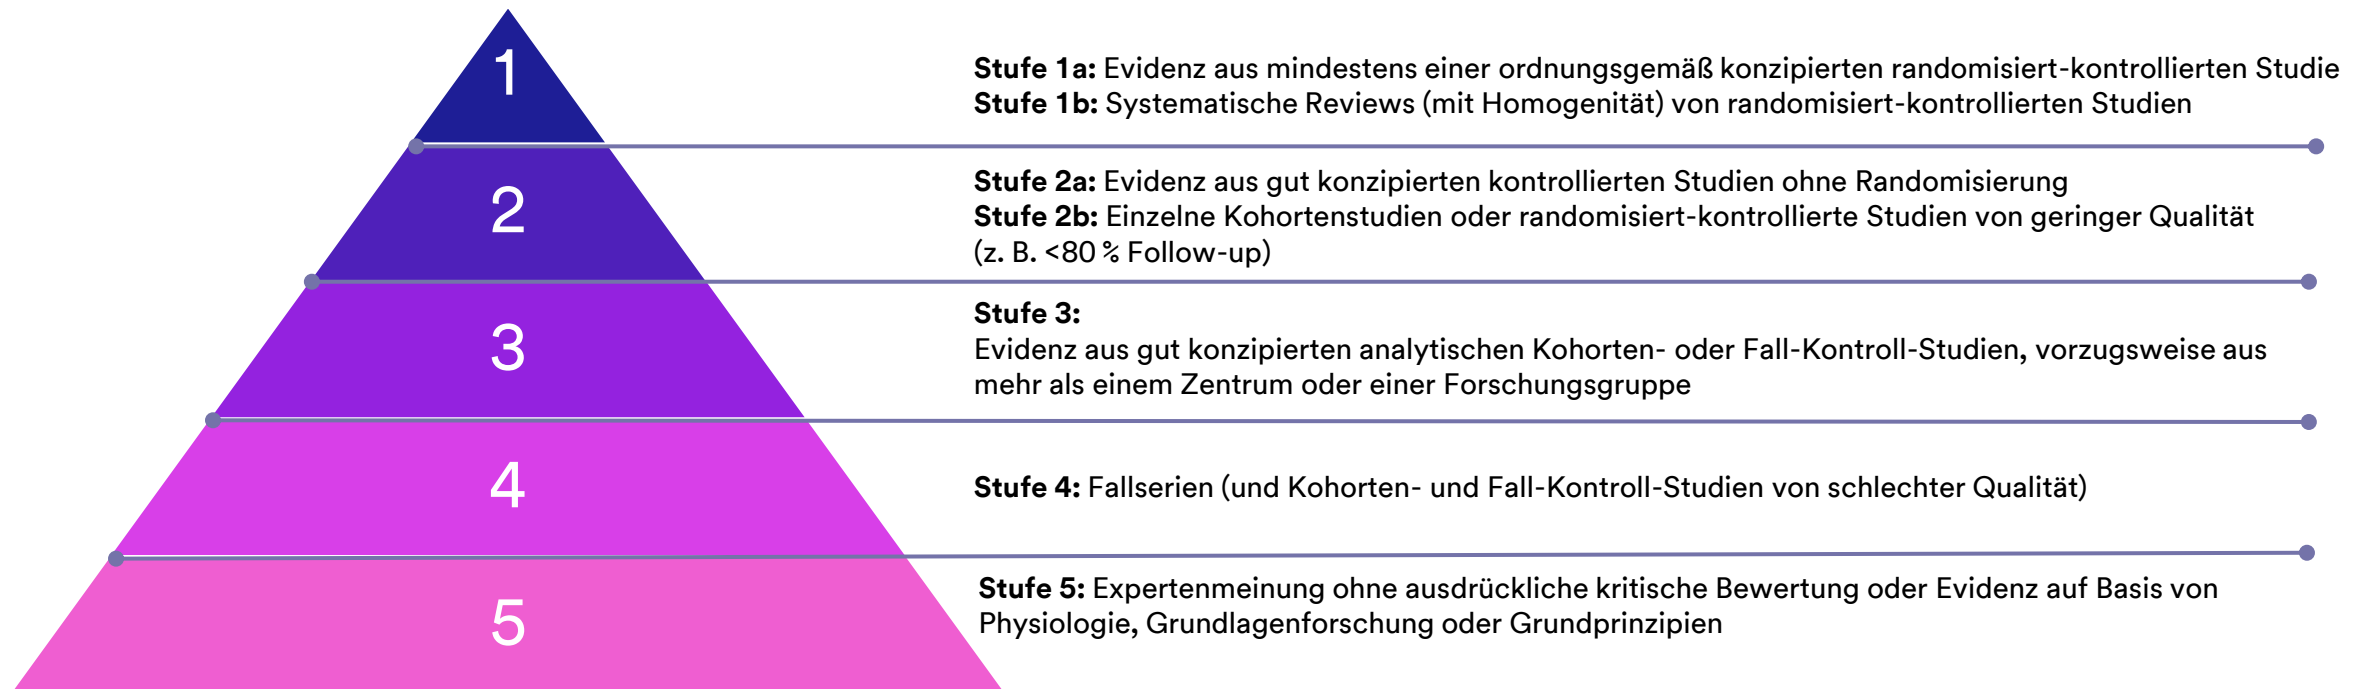 1
Stufe 1a: Evidenz aus mindestens einer ordnungsgemäß konzipierten randomisiert-kontrollierten Studie
Stufe 1b: Systematische Reviews (mit Homogenität) von randomisiert-kontrollierten Studien
2
Stufe 2a: Evidenz aus gut konzipierten kontrollierten Studien ohne Randomisierung
Stufe 2b: Einzelne Kohortenstudien oder randomisiert-kontrollierte Studien von geringer Qualität
(z. B. <80 % Follow-up)
3
Stufe 3:
Evidenz aus gut konzipierten analytischen Kohorten- oder Fall-Kontroll-Studien, vorzugsweise aus
mehr als einem Zentrum oder einer Forschungsgruppe
4
Stufe 4: Fallserien (und Kohorten- und Fall-Kontroll-Studien von schlechter Qualität)
5
Stufe 5: Expertenmeinung ohne ausdrückliche kritische Bewertung oder Evidenz auf Basis von
Physiologie, Grundlagenforschung oder Grundprinzipien